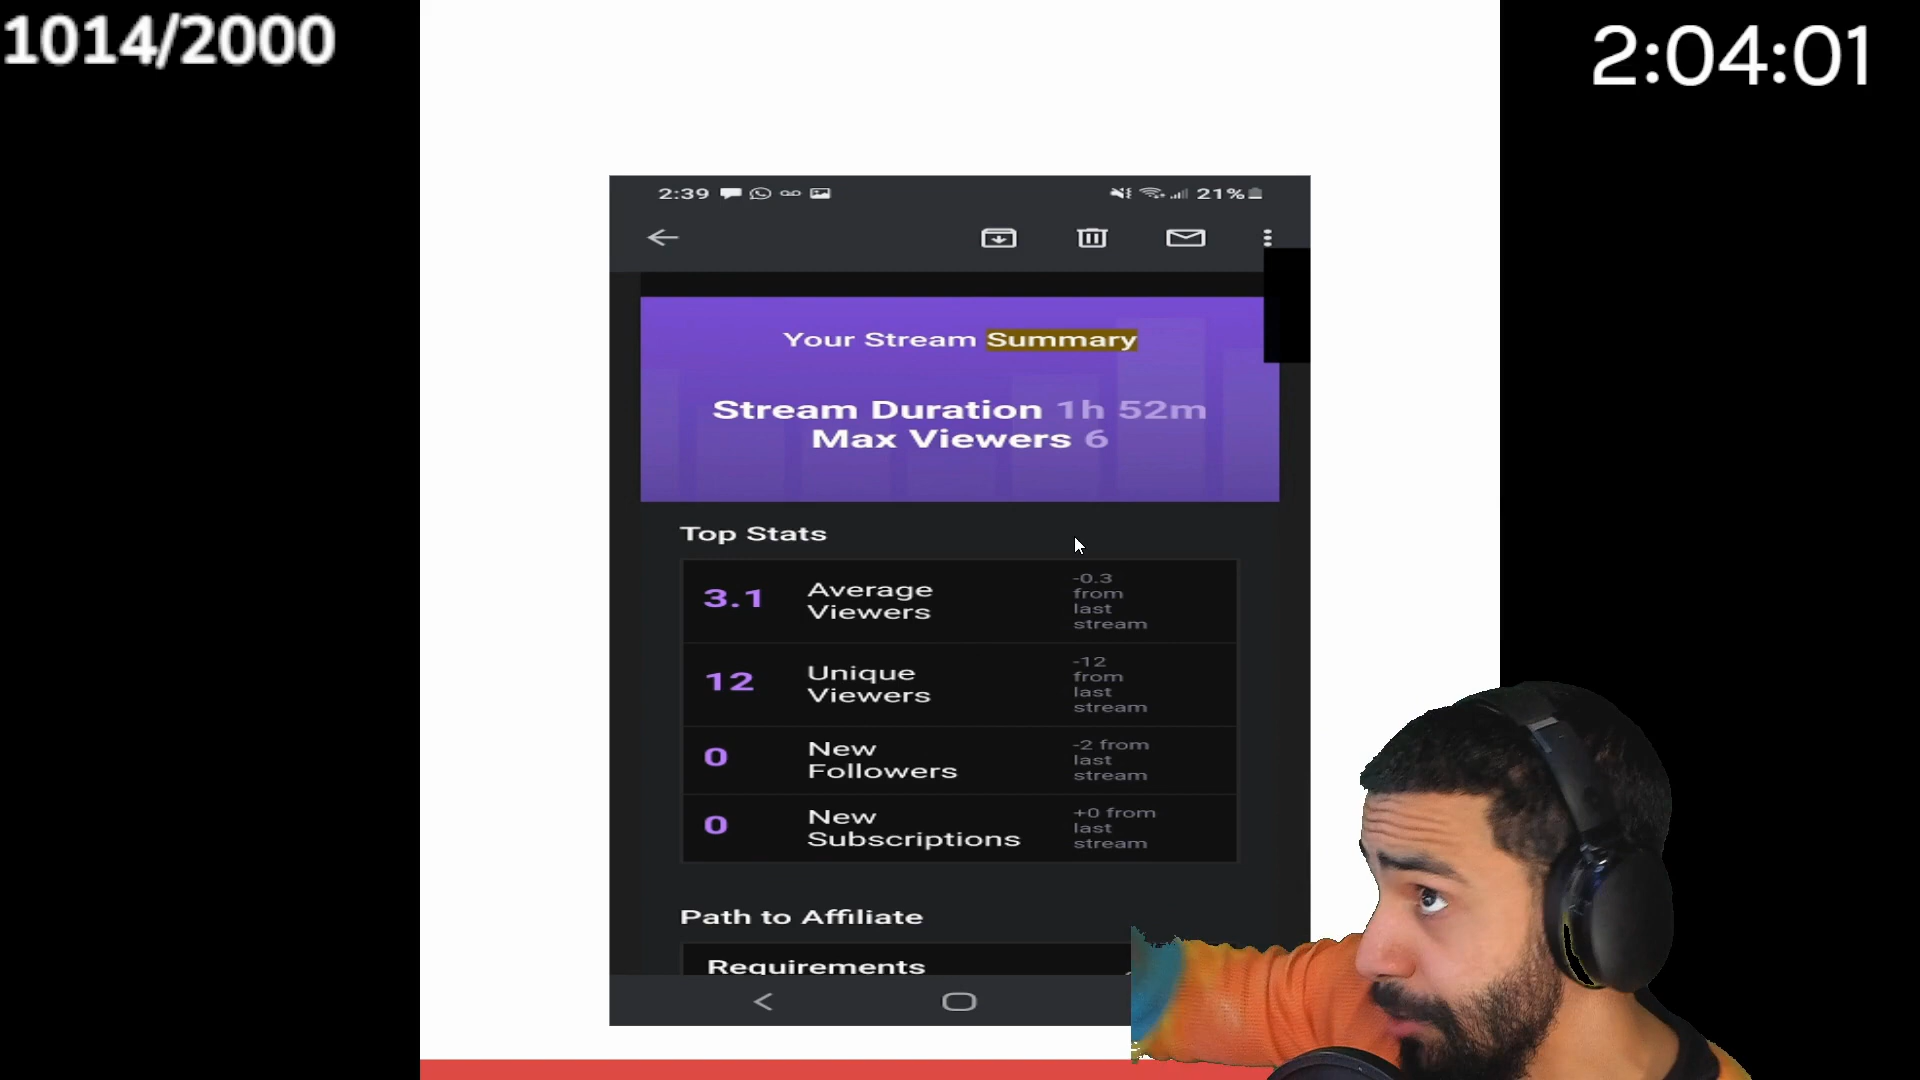 1014/2000
2:04:01
2:39
21%
Your Stream Summary
Stream Duration 1h 52m
Max Viewers 6
Top Stats
3.1 Average Viewers -0.3 from last stream
12 Unique Viewers -12 from last stream
0 New Followers -2 from last stream
0 New Subscriptions +0 from last stream
Path to Affiliate
Requirements